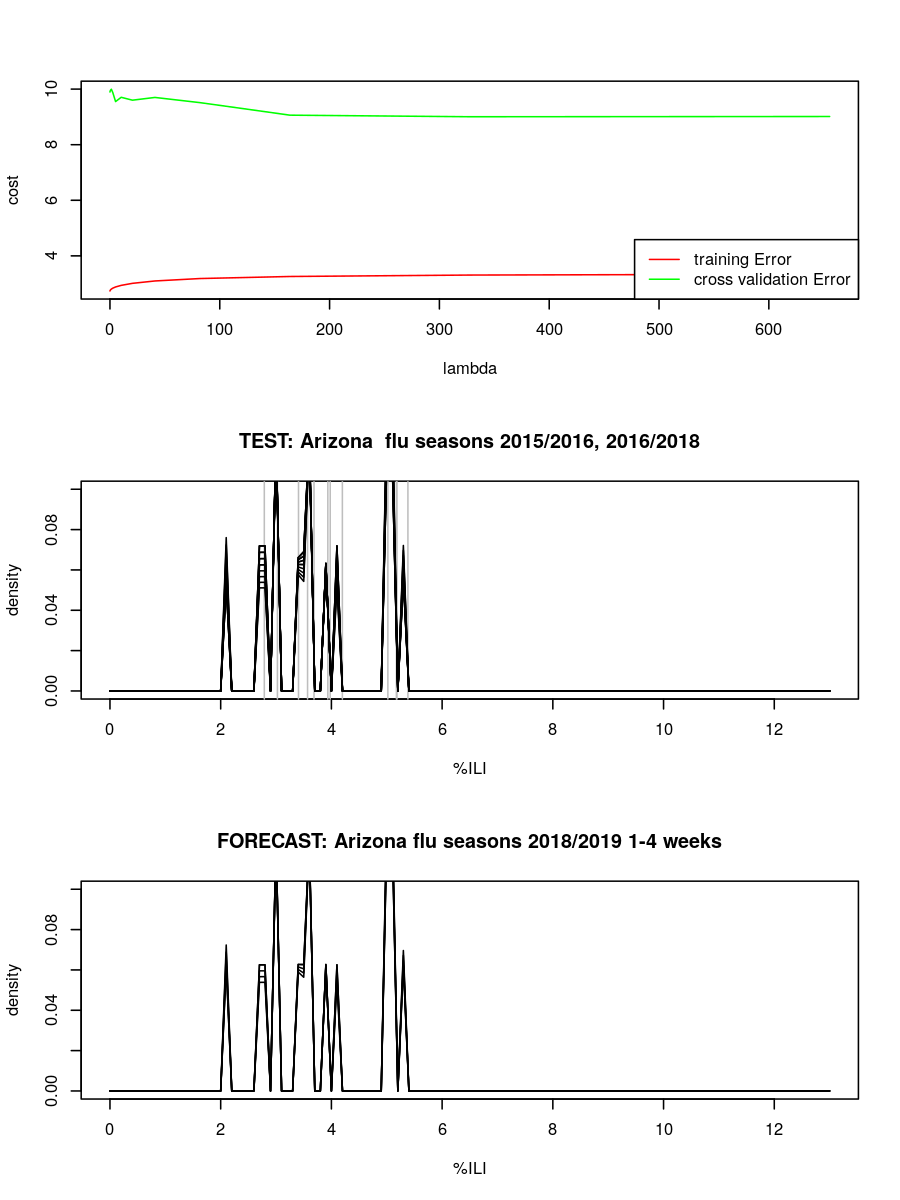 10
8
6
4
cost
training Error
cross validation Error
0 100 200 300 400 500 600
lambda
TEST: Arizona  flu seasons 2015/2016, 2016/2018
0.08
0.04
0.00
density
0 2 4 6 8 10 12
%ILI
FORECAST: Arizona flu seasons 2018/2019 1-4 weeks
0.08
0.04
0.00
density
0 2 4 6 8 10 12
%ILI